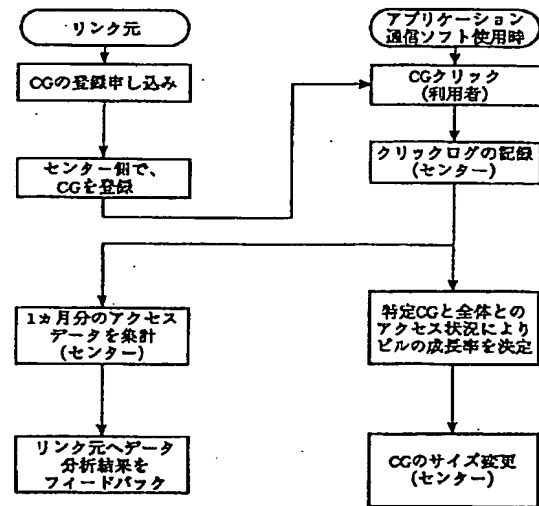 リンク元
CGの登録申し込み
センター側で、
CGを登録
アプリケーション
通信ソフト使用時
CGクリック
(利用者)
クリックログの記録
(センター)
1ヵ月分のアクセス
データを集計
(センター)
リンク元へデータ
分析結果を
フィードバック
特定CGと全体との
アクセス状況により
ビルの成長率を決定
CGのサイズ変更
(センター)